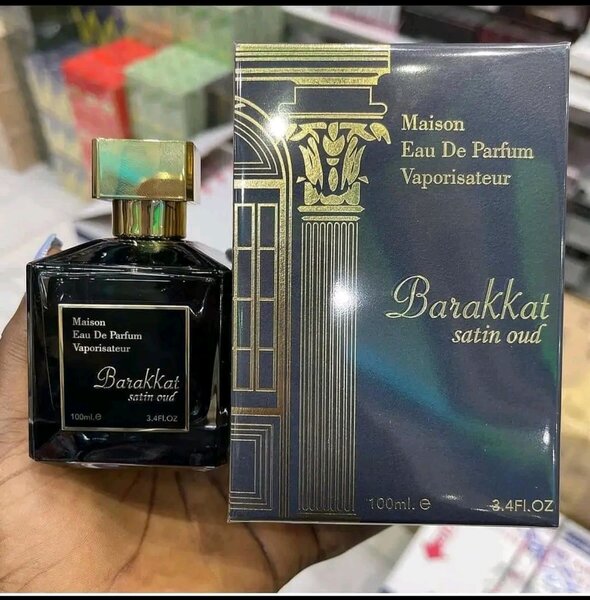 Maison
Eau De Parfum
Vaporisateur
Barakkat
satin oud
100ml.e
3.4Fl.OZ
Maison
Eau De Parfum
Vaporisateur
Barakkat
satin oud
100ml. e
3.4Fl.OZ